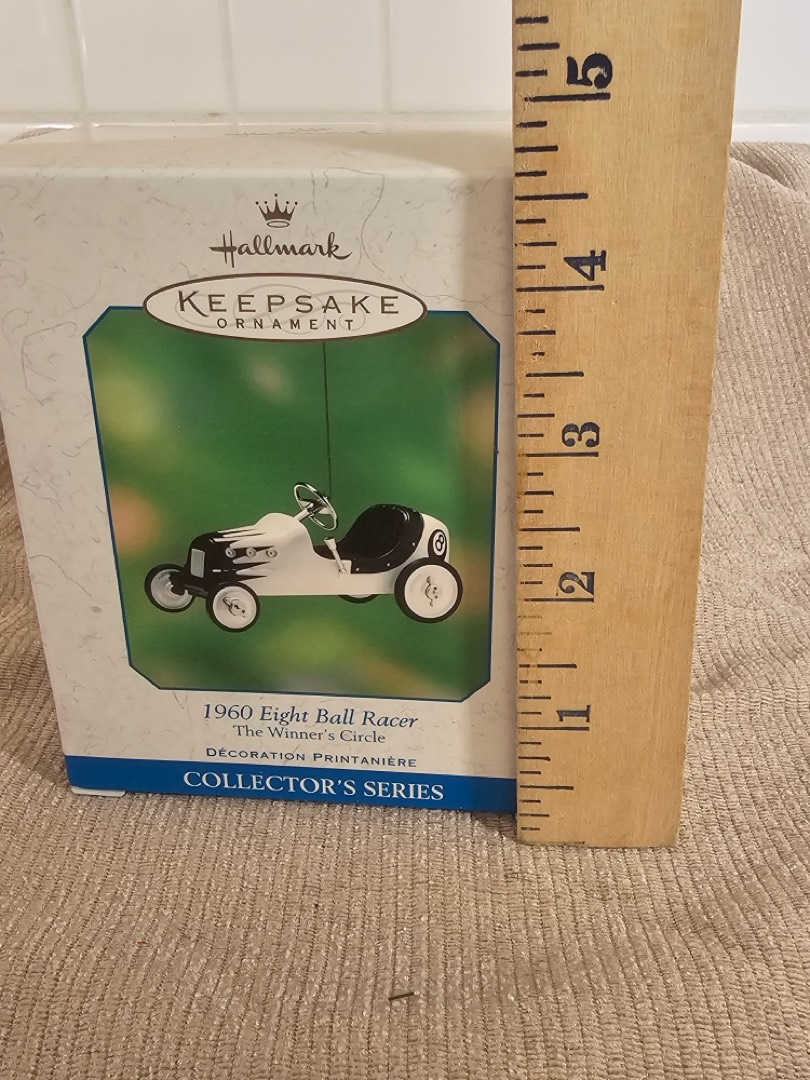 Hallmark
KEEPSAKE
ORNAMENT
8
1960 Eight Ball Racer
The Winner's Circle
DÉCORATION PRINTANIÈRE
COLLECTOR'S SERIES
5
4
3
2
1